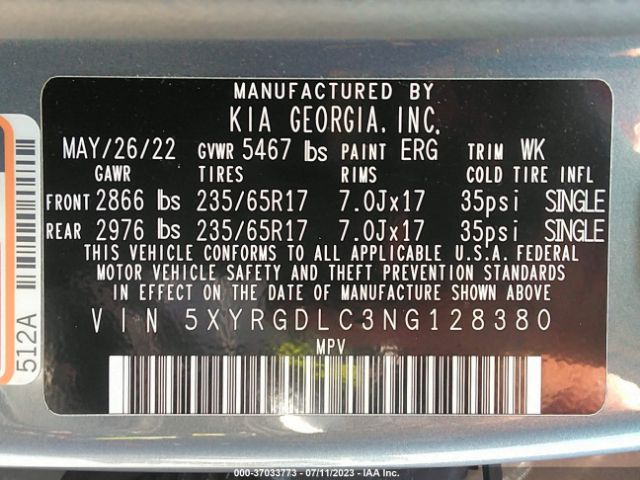 MANUFACTURED BY
KIA GEORGIA, INC.
MAY/26/22 GVWR 5467 lbs PAINT ERG TRIM WK
GAWR TIRES RIMS COLD TIRE INFL
FRONT 2866 lbs 235/65R17 7.0Jx17 35psi SINGLE
REAR 2976 lbs 235/65R17 7.0Jx17 35psi SINGLE
THIS VEHICLE CONFORMS TO ALL APPLICABLE U.S.A. FEDERAL
MOTOR VEHICLE SAFETY AND THEFT PREVENTION STANDARDS
IN EFFECT ON THE DATE OF MANUFACTURE SHOWN ABOVE
VIN 5XYRGDLC3NG128380
MPV
512A
000-37033773 - 07/11/2023 - IAA Inc.